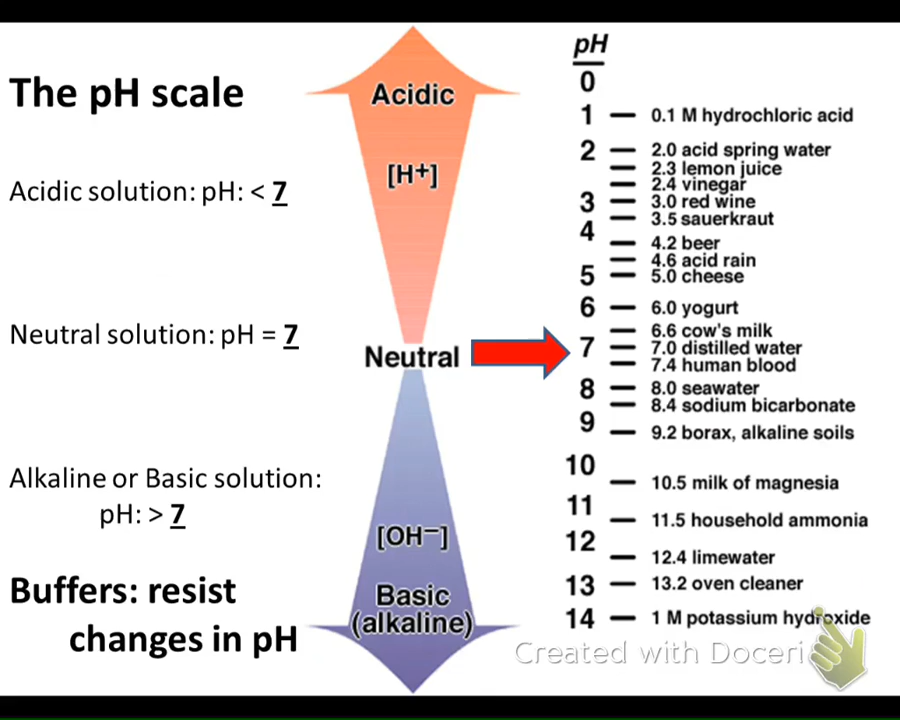 The pH scale
Acidic solution: pH: < 7
Neutral solution: pH = 7
Alkaline or Basic solution:
pH: > 7
Buffers: resist
changes in pH
Acidic
[H+]
Neutral
[OH−]
Basic
(alkaline)
pH
0
1 — 0.1 M hydrochloric acid
2 — 2.0 acid spring water
2.3 lemon juice
2.4 vinegar
3 — 3.0 red wine
3.5 sauerkraut
4
4.2 beer
4.6 acid rain
5 — 5.0 cheese
6 — 6.0 yogurt
6.6 cow's milk
7 — 7.0 distilled water
7.4 human blood
8 — 8.0 seawater
8.4 sodium bicarbonate
9
9.2 borax, alkaline soils
10
10.5 milk of magnesia
11
11.5 household ammonia
12
12.4 limewater
13 — 13.2 oven cleaner
14 — 1 M potassium hydroxide
Created with Doceri